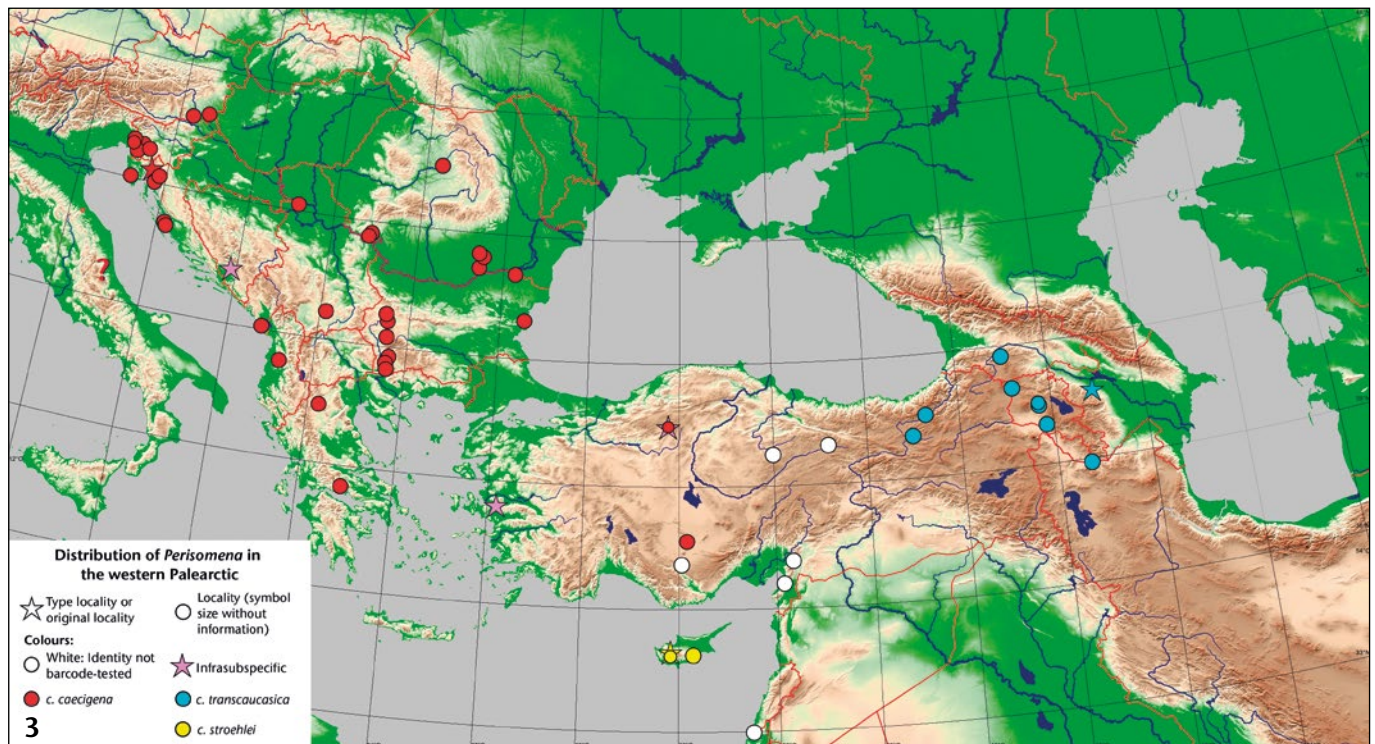 ?
Distribution of Perisomena in
the western Palearctic
Type locality or
original locality
Locality (symbol
size without
information)
Colours:
White: Identity not
barcode-tested
Infrasubspecific
c. caecigena
c. transcaucasica
c. stroehlei
3